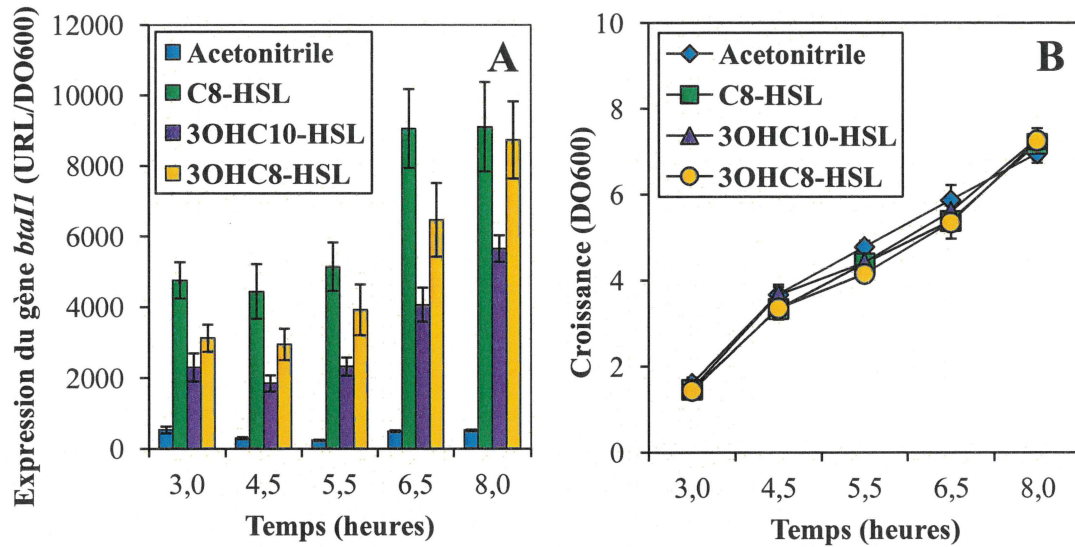 Expression du gène btaI1 (URL/DO600)
12000
10000
8000
6000
4000
2000
0
Acetonitrile
C8-HSL
3OHC10-HSL
3OHC8-HSL
A
3,0 4,5 5,5 6,5 8,0
Temps (heures)
Croissance (DO600)
10
8
6
4
2
0
Acetonitrile
C8-HSL
3OHC10-HSL
3OHC8-HSL
B
3,0 4,5 5,5 6,5 8,0
Temps (heures)